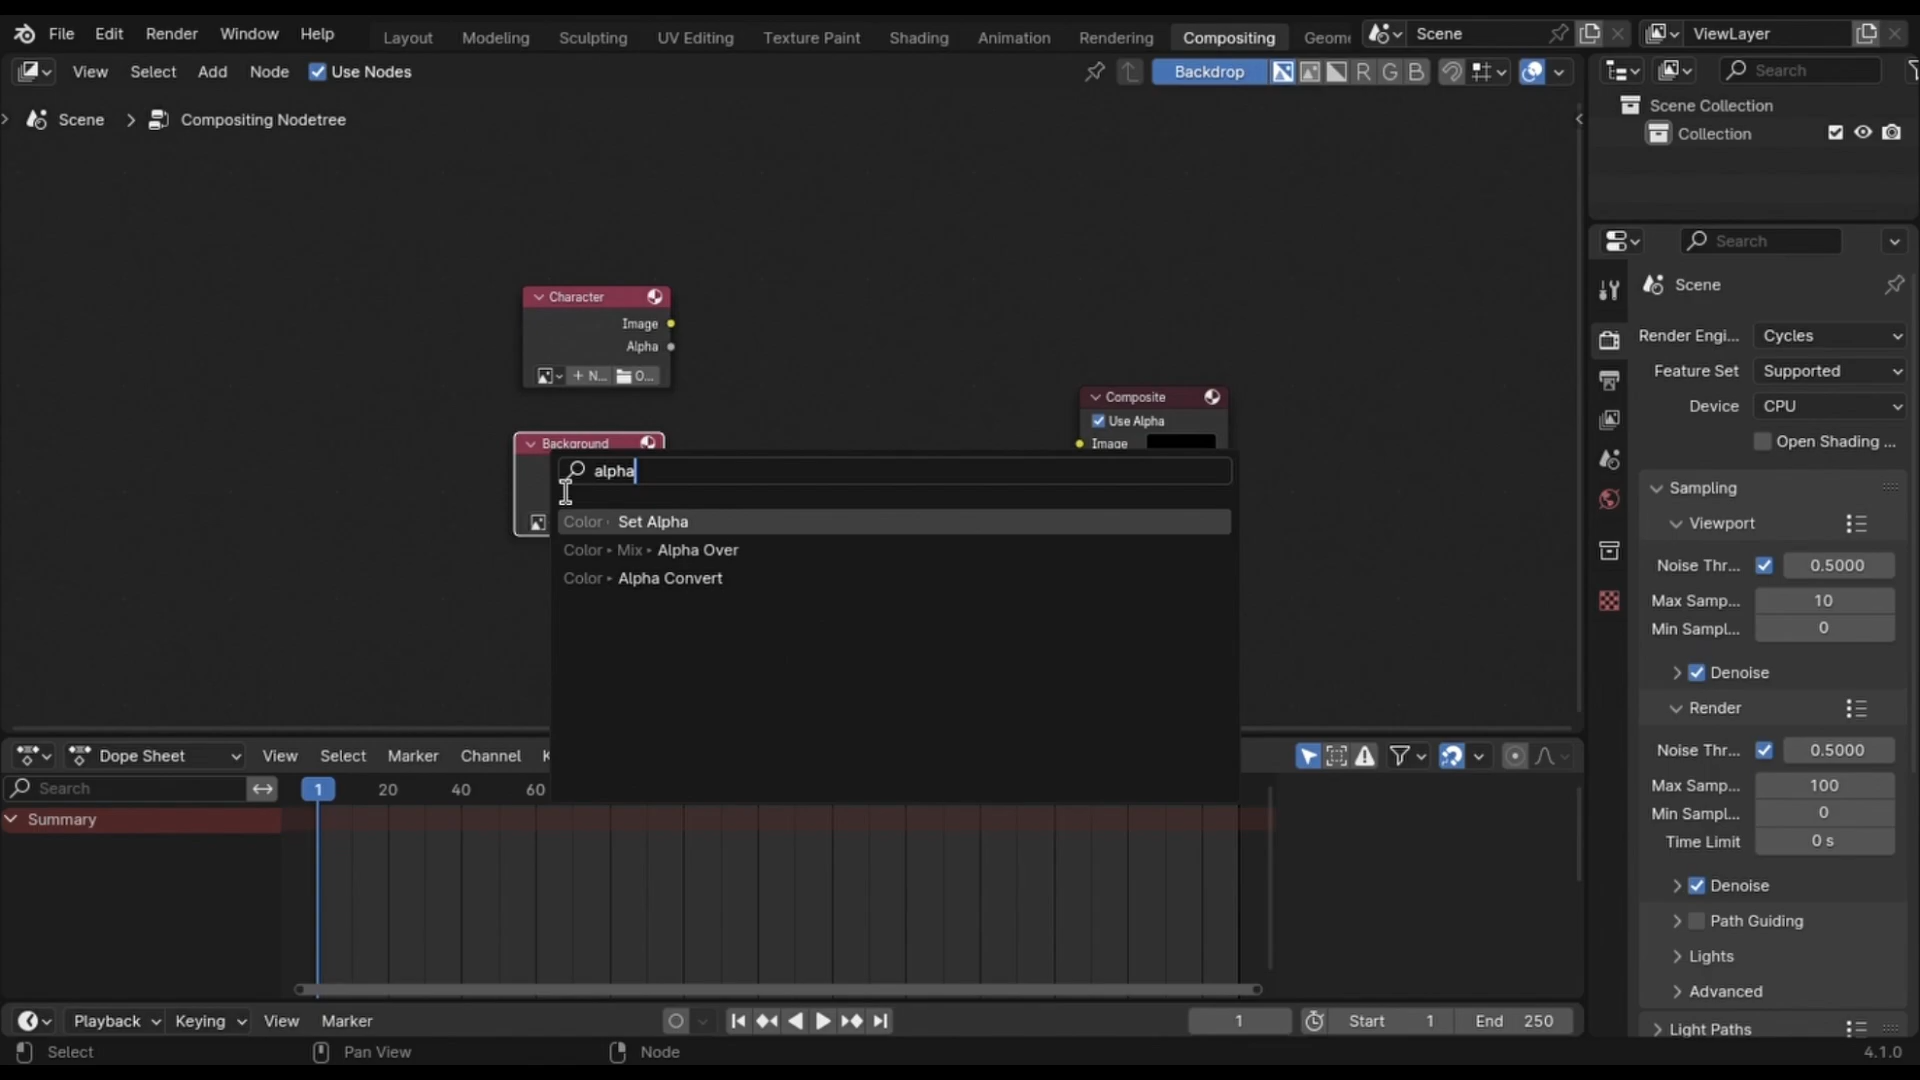 File Edit Render Window Help Layout Modeling Sculpting UV Editing Texture Paint Shading Animation Rendering Compositing Geome Scene ViewLayer
View Select Add Node Use Nodes Backdrop R G B Search
Scene Collection
Scene > Compositing Nodetree
Collection
Search
Character
Image
Alpha
N... O...
Background
Composite
Use Alpha
Image
alpha
Color Set Alpha
Color Mix Alpha Over
Color Alpha Convert
Scene
Render Engi... Cycles
Feature Set Supported
Device CPU
Open Shading ...
Sampling
Viewport
Noise Thr... 0.5000
Max Samp... 10
Min Sampl... 0
Denoise
Render
Noise Thr... 0.5000
Max Samp... 100
Min Sampl... 0
Time Limit 0 s
Denoise
Path Guiding
Lights
Advanced
Light Paths
Dope Sheet View Select Marker Channel K
Search 1 20 40 60
Summary
Playback Keying View Marker 1 Start 1 End 250
Select Pan View Node 4.1.0